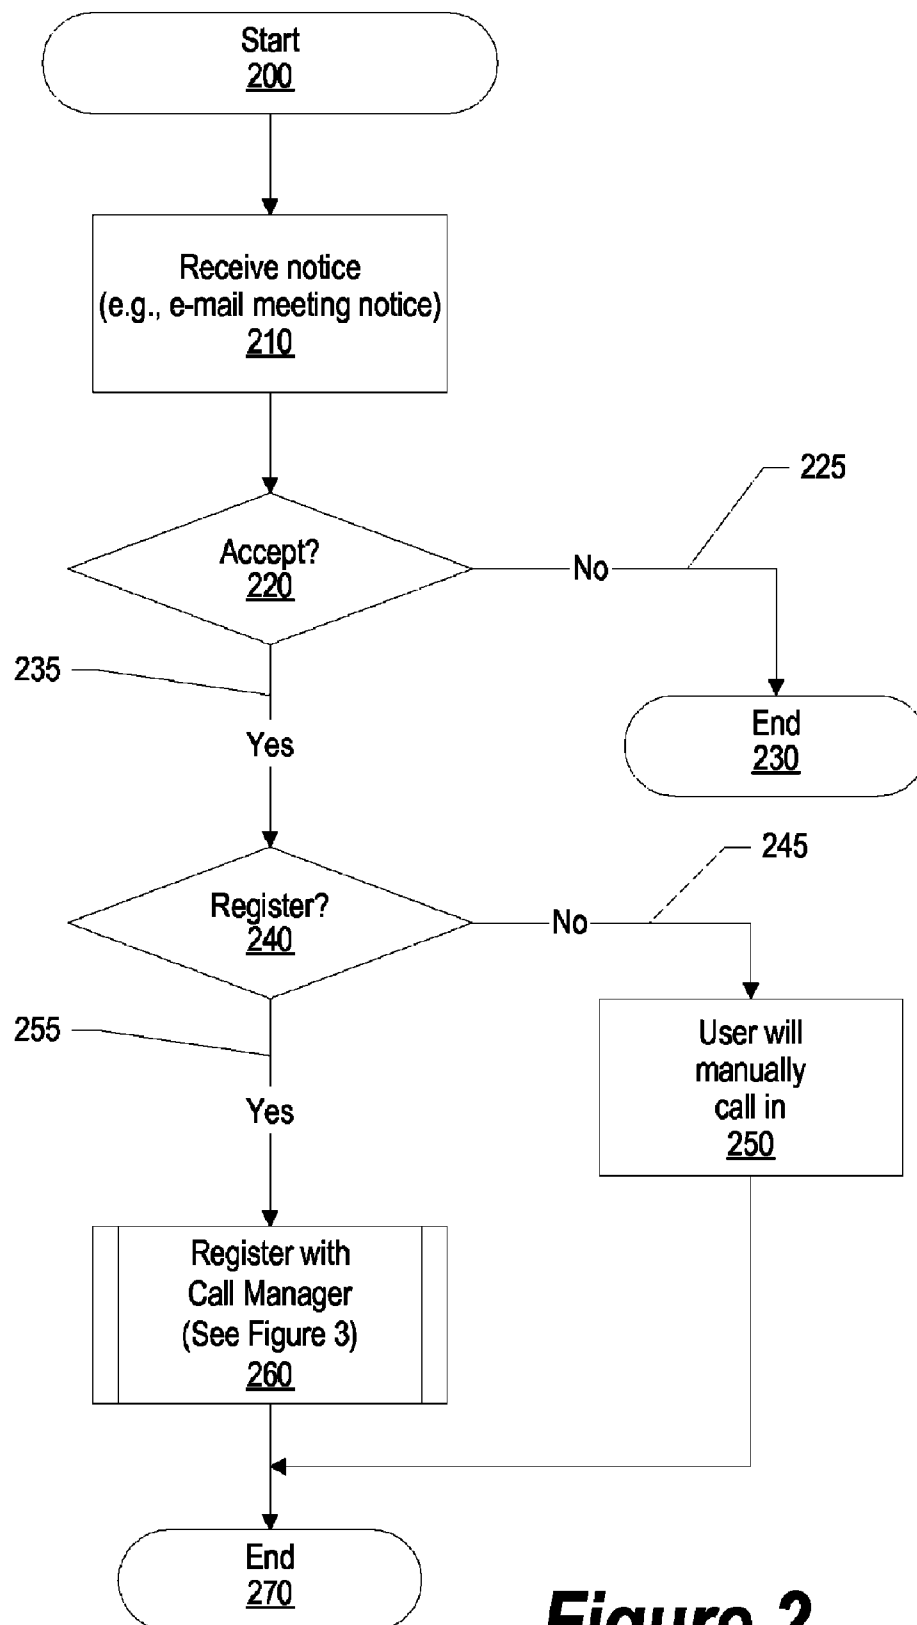 Start
200
Receive notice
(e.g., e-mail meeting notice)
210
225
Accept?
220
No
235
End
230
Yes
245
Register?
240
No
255
User will
manually
call in
250
Yes
Register with
Call Manager
(See Figure 3)
260
End
270
Figure 2